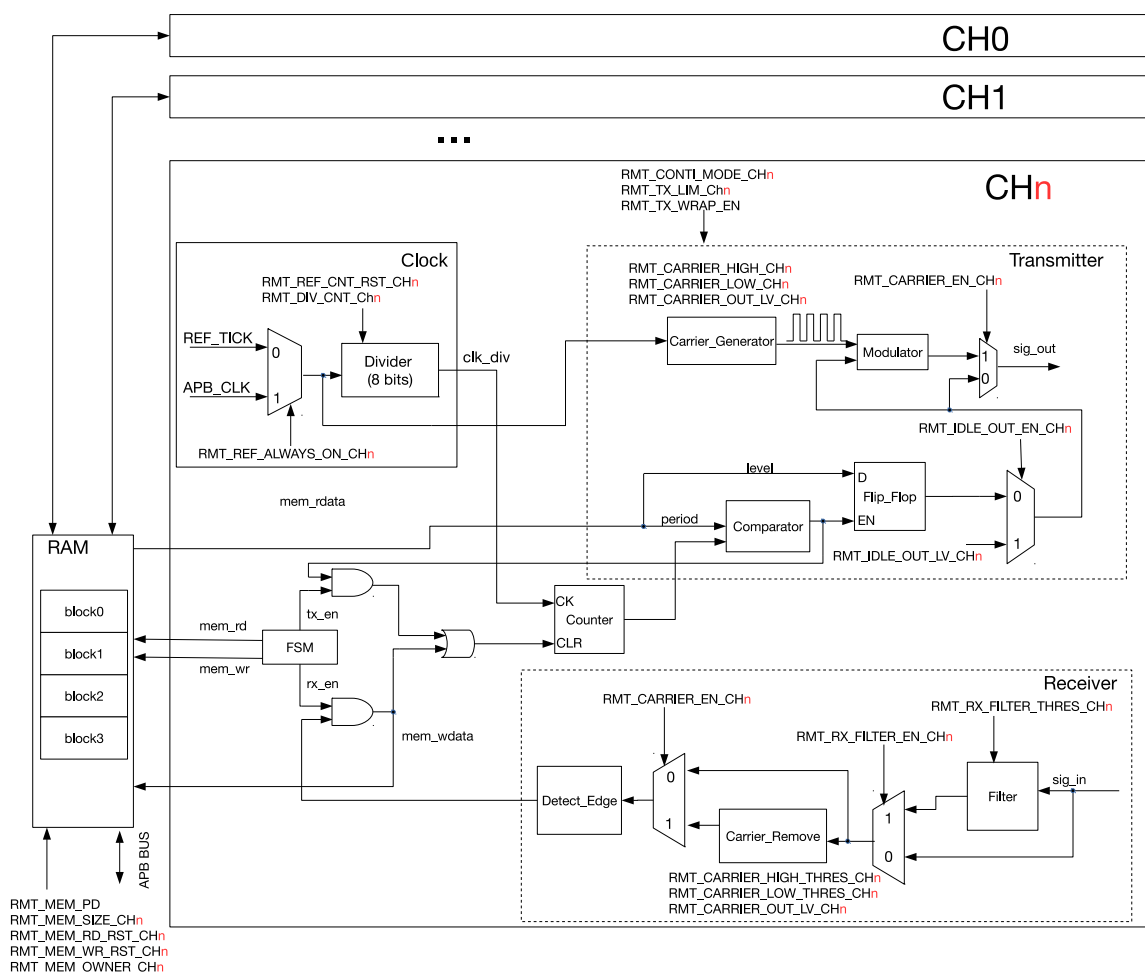 CH0
CH1
...
CHn
RMT_CONTI_MODE_CHn
RMT_TX_LIM_Chn
RMT_TX_WRAP_EN
Clock
RMT_REF_CNT_RST_CHn
RMT_DIV_CNT_Chn
REF_TICK
0
APB_CLK
1
Divider
(8 bits)
clk_div
RMT_REF_ALWAYS_ON_CHn
Transmitter
RMT_CARRIER_HIGH_CHn
RMT_CARRIER_LOW_CHn
RMT_CARRIER_OUT_LV_CHn
RMT_CARRIER_EN_CHn
Carrier_Generator
Modulator
1
0
sig_out
RMT_IDLE_OUT_EN_CHn
level
D
Flip_Flop
EN
0
1
period
Comparator
RMT_IDLE_OUT_LV_CHn
mem_rdata
RAM
block0
block1
block2
block3
mem_rd
mem_wr
tx_en
FSM
rx_en
CK
Counter
CLR
mem_wdata
Receiver
RMT_CARRIER_EN_CHn
RMT_RX_FILTER_THRES_CHn
RMT_RX_FILTER_EN_CHn
sig_in
Filter
1
0
0
1
Detect_Edge
Carrier_Remove
RMT_CARRIER_HIGH_THRES_CHn
RMT_CARRIER_LOW_THRES_CHn
RMT_CARRIER_OUT_LV_CHn
APB BUS
RMT_MEM_PD
RMT_MEM_SIZE_CHn
RMT_MEM_RD_RST_CHn
RMT_MEM_WR_RST_CHn
RMT_MEM_OWNER_CHn